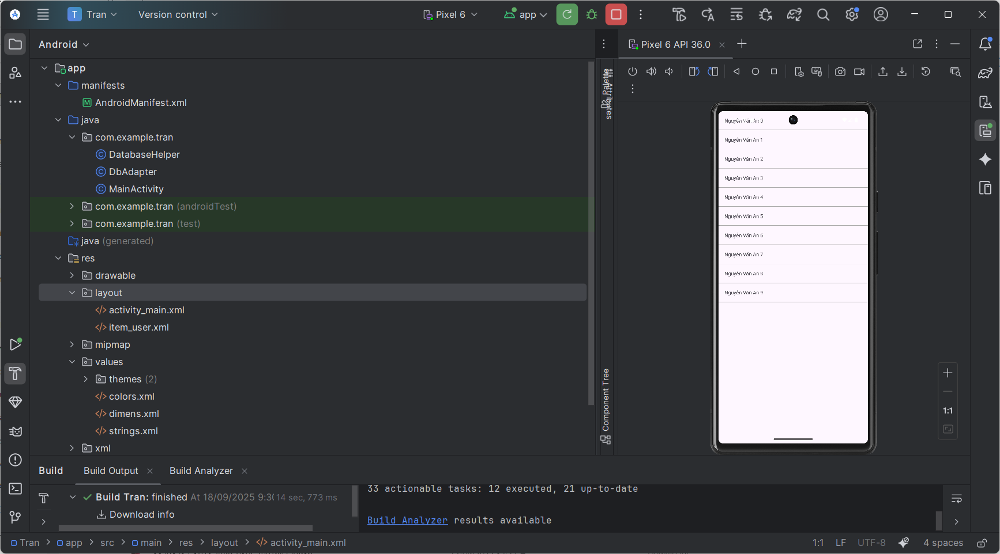 T Tran
Version control
Pixel 6
app
Android
Pixel 6 API 36.0
app
manifests
M AndroidManifest.xml
java
com.example.tran
C DatabaseHelper
C DbAdapter
C MainActivity
com.example.tran (androidTest)
com.example.tran (test)
java (generated)
res
drawable
layout
</> activity_main.xml
</> item_user.xml
mipmap
values
themes (2)
</> colors.xml
</> dimens.xml
</> strings.xml
xml
Palette
Attributes
Component Tree
Nguyễn Văn An 0
Nguyễn Văn An 1
Nguyễn Văn An 2
Nguyễn Văn An 3
Nguyễn Văn An 4
Nguyễn Văn An 5
Nguyễn Văn An 6
Nguyễn Văn An 7
Nguyễn Văn An 8
Nguyễn Văn An 9
1:1
Build
Build Output
Build Analyzer
Build Tran: finished At 18/09/2025 9:30 14 sec, 773 ms
Download info
33 actionable tasks: 12 executed, 21 up-to-date
Build Analyzer results available
Tran > app > src > main > res > layout > </> activity_main.xml
1:1 LF UTF-8 4 spaces